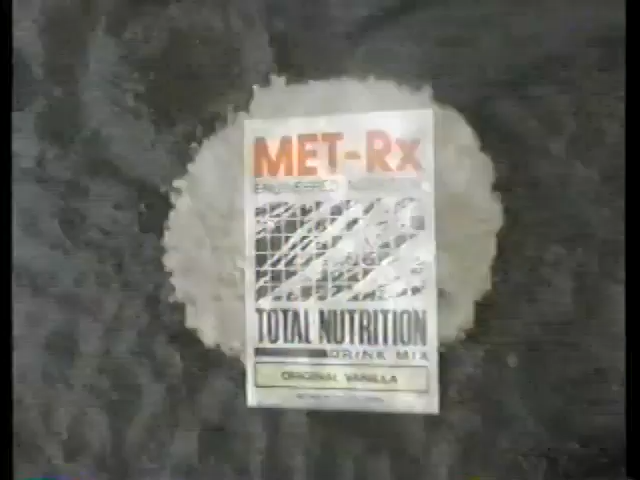 MET-Rx
TOTAL NUTRITION
DRINK MIX
ORIGINAL VANILLA